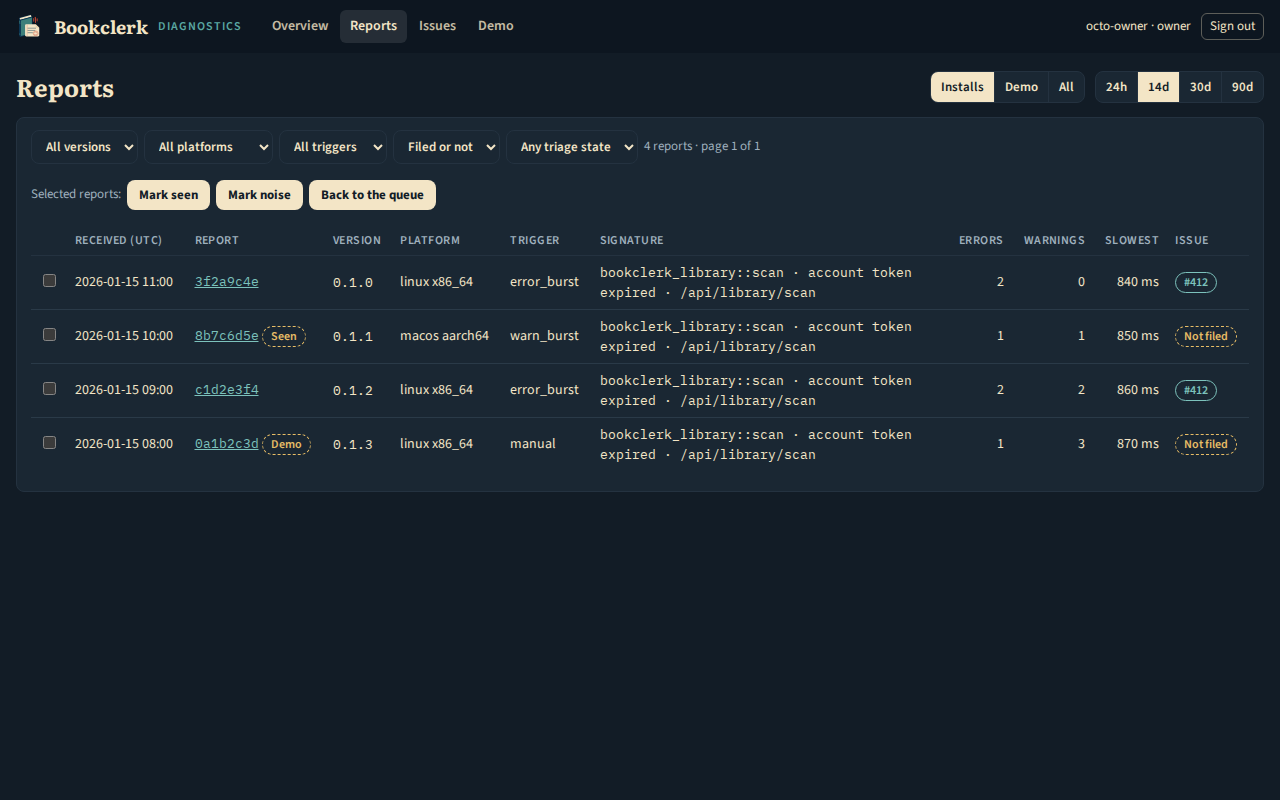 Bookclerk DIAGNOSTICS Overview Reports Issues Demo octo-owner · owner Sign out
Reports Installs Demo All 24h 14d 30d 90d
All versions All platforms All triggers Filed or not Any triage state 4 reports · page 1 of 1
Selected reports: Mark seen Mark noise Back to the queue
RECEIVED (UTC) REPORT VERSION PLATFORM TRIGGER SIGNATURE ERRORS WARNINGS SLOWEST ISSUE
2026-01-15 11:00 3f2a9c4e 0.1.0 linux x86_64 error_burst bookclerk_library::scan · account token 2 0 840 ms #412
expired · /api/library/scan
2026-01-15 10:00 8b7c6d5e Seen 0.1.1 macos aarch64 warn_burst bookclerk_library::scan · account token 1 1 850 ms Not filed
expired · /api/library/scan
2026-01-15 09:00 c1d2e3f4 0.1.2 linux x86_64 error_burst bookclerk_library::scan · account token 2 2 860 ms #412
expired · /api/library/scan
2026-01-15 08:00 0a1b2c3d Demo 0.1.3 linux x86_64 manual bookclerk_library::scan · account token 1 3 870 ms Not filed
expired · /api/library/scan